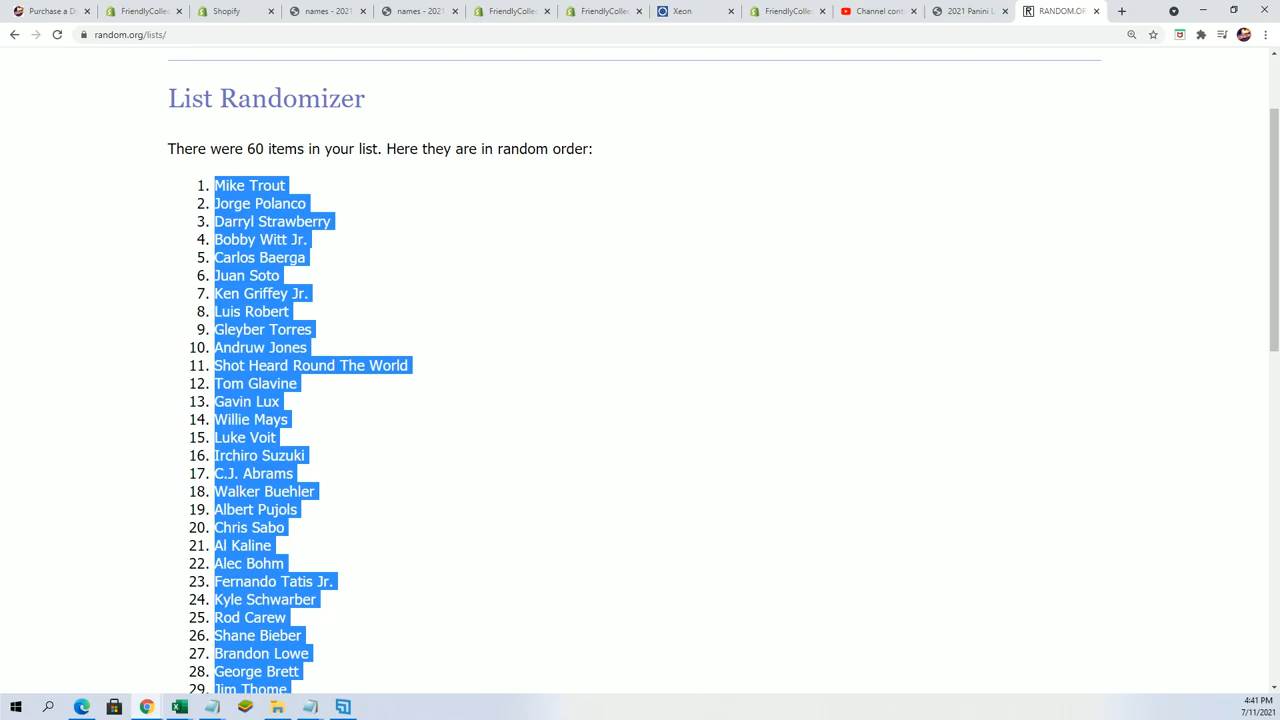 Purchase a D
FriendlyCollec
Shopify
names - 2021
names - 2021
FriendlyCollec
FriendlyCollec
Xeon
FriendlyCollec
Channel cont
2021 Panini L
RANDOM.OR
random.org/lists/
List Randomizer
There were 60 items in your list. Here they are in random order:
1. Mike Trout
2. Jorge Polanco
3. Darryl Strawberry
4. Bobby Witt Jr.
5. Carlos Baerga
6. Juan Soto
7. Ken Griffey Jr.
8. Luis Robert
9. Gleyber Torres
10. Andruw Jones
11. Shot Heard Round The World
12. Tom Glavine
13. Gavin Lux
14. Willie Mays
15. Luke Voit
16. Irchiro Suzuki
17. C.J. Abrams
18. Walker Buehler
19. Albert Pujols
20. Chris Sabo
21. Al Kaline
22. Alec Bohm
23. Fernando Tatis Jr.
24. Kyle Schwarber
25. Rod Carew
26. Shane Bieber
27. Brandon Lowe
28. George Brett
29. Jim Thome
4:41 PM
7/11/2021